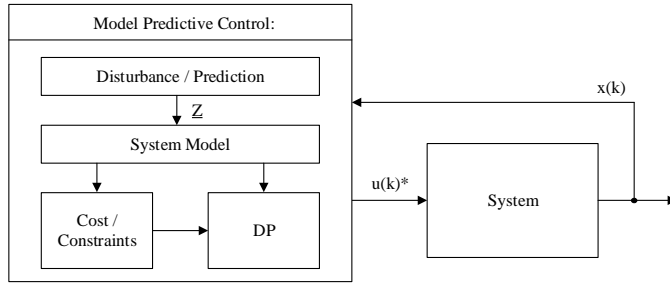 Model Predictive Control:
Disturbance / Prediction
Z
System Model
Cost /
Constraints
DP
x(k)
u(k)*
System